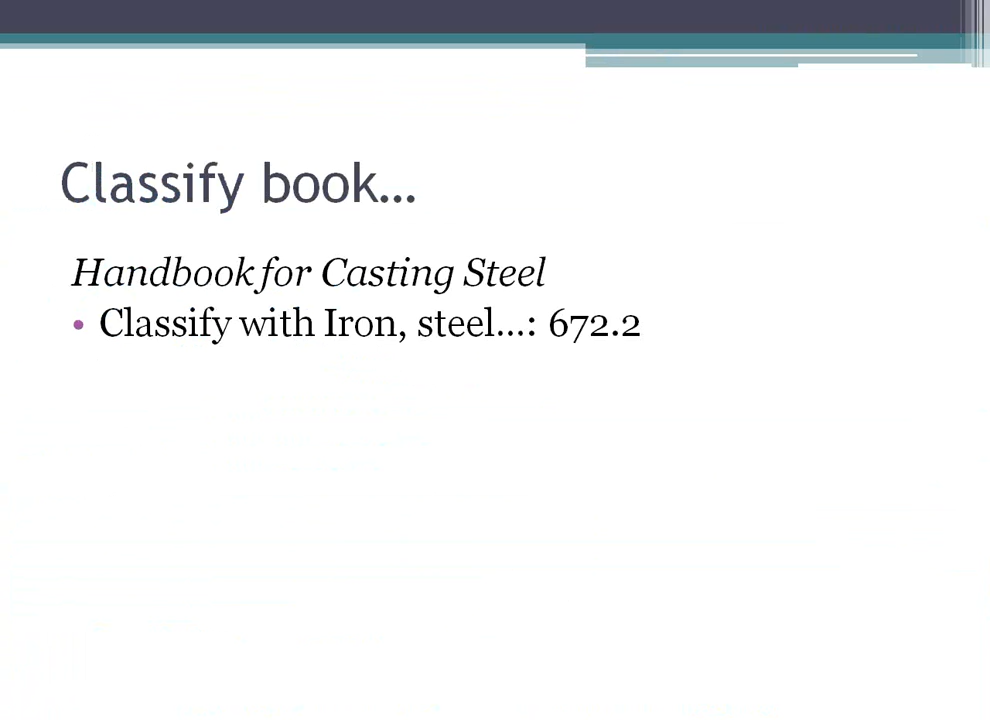 Classify book...
Handbook for Casting Steel
• Classify with Iron, steel...: 672.2